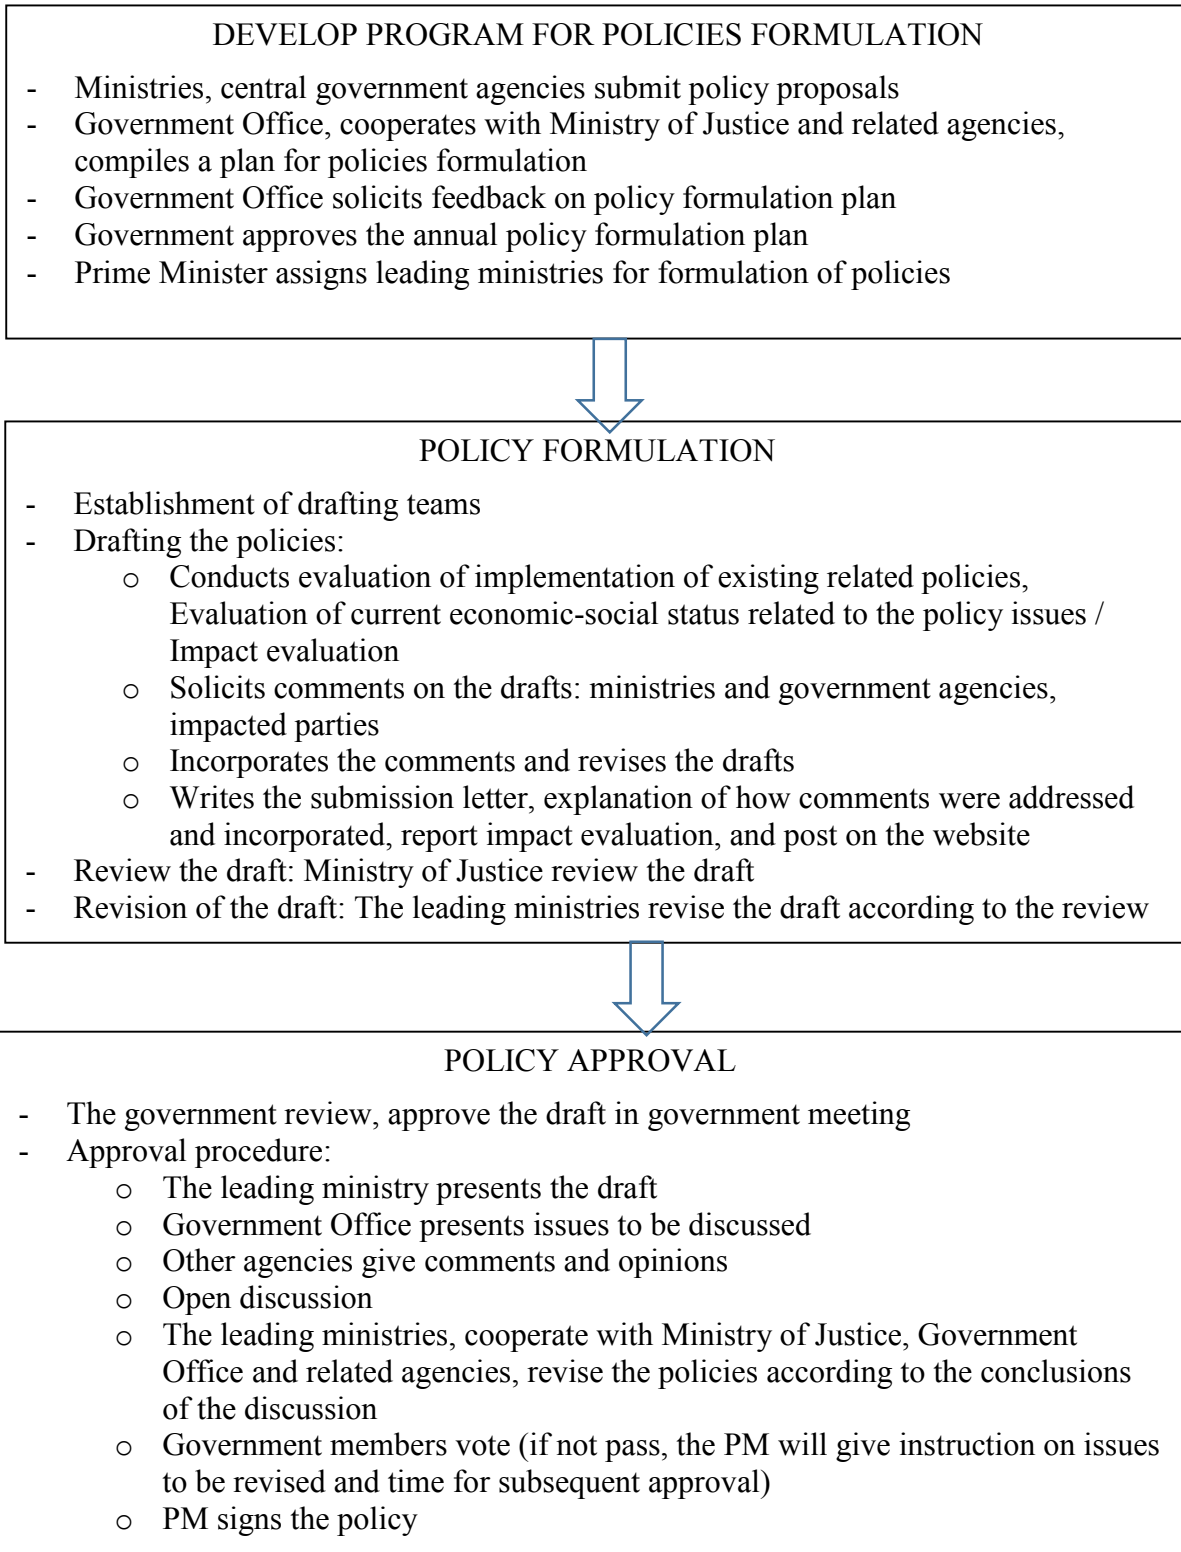 DEVELOP PROGRAM FOR POLICIES FORMULATION
- Ministries, central government agencies submit policy proposals
- Government Office, cooperates with Ministry of Justice and related agencies,
compiles a plan for policies formulation
- Government Office solicits feedback on policy formulation plan
- Government approves the annual policy formulation plan
- Prime Minister assigns leading ministries for formulation of policies
POLICY FORMULATION
- Establishment of drafting teams
- Drafting the policies:
o Conducts evaluation of implementation of existing related policies,
Evaluation of current economic-social status related to the policy issues /
Impact evaluation
o Solicits comments on the drafts: ministries and government agencies,
impacted parties
o Incorporates the comments and revises the drafts
o Writes the submission letter, explanation of how comments were addressed
and incorporated, report impact evaluation, and post on the website
- Review the draft: Ministry of Justice review the draft
- Revision of the draft: The leading ministries revise the draft according to the review
POLICY APPROVAL
- The government review, approve the draft in government meeting
- Approval procedure:
o The leading ministry presents the draft
o Government Office presents issues to be discussed
o Other agencies give comments and opinions
o Open discussion
o The leading ministries, cooperate with Ministry of Justice, Government
Office and related agencies, revise the policies according to the conclusions
of the discussion
o Government members vote (if not pass, the PM will give instruction on issues
to be revised and time for subsequent approval)
o PM signs the policy